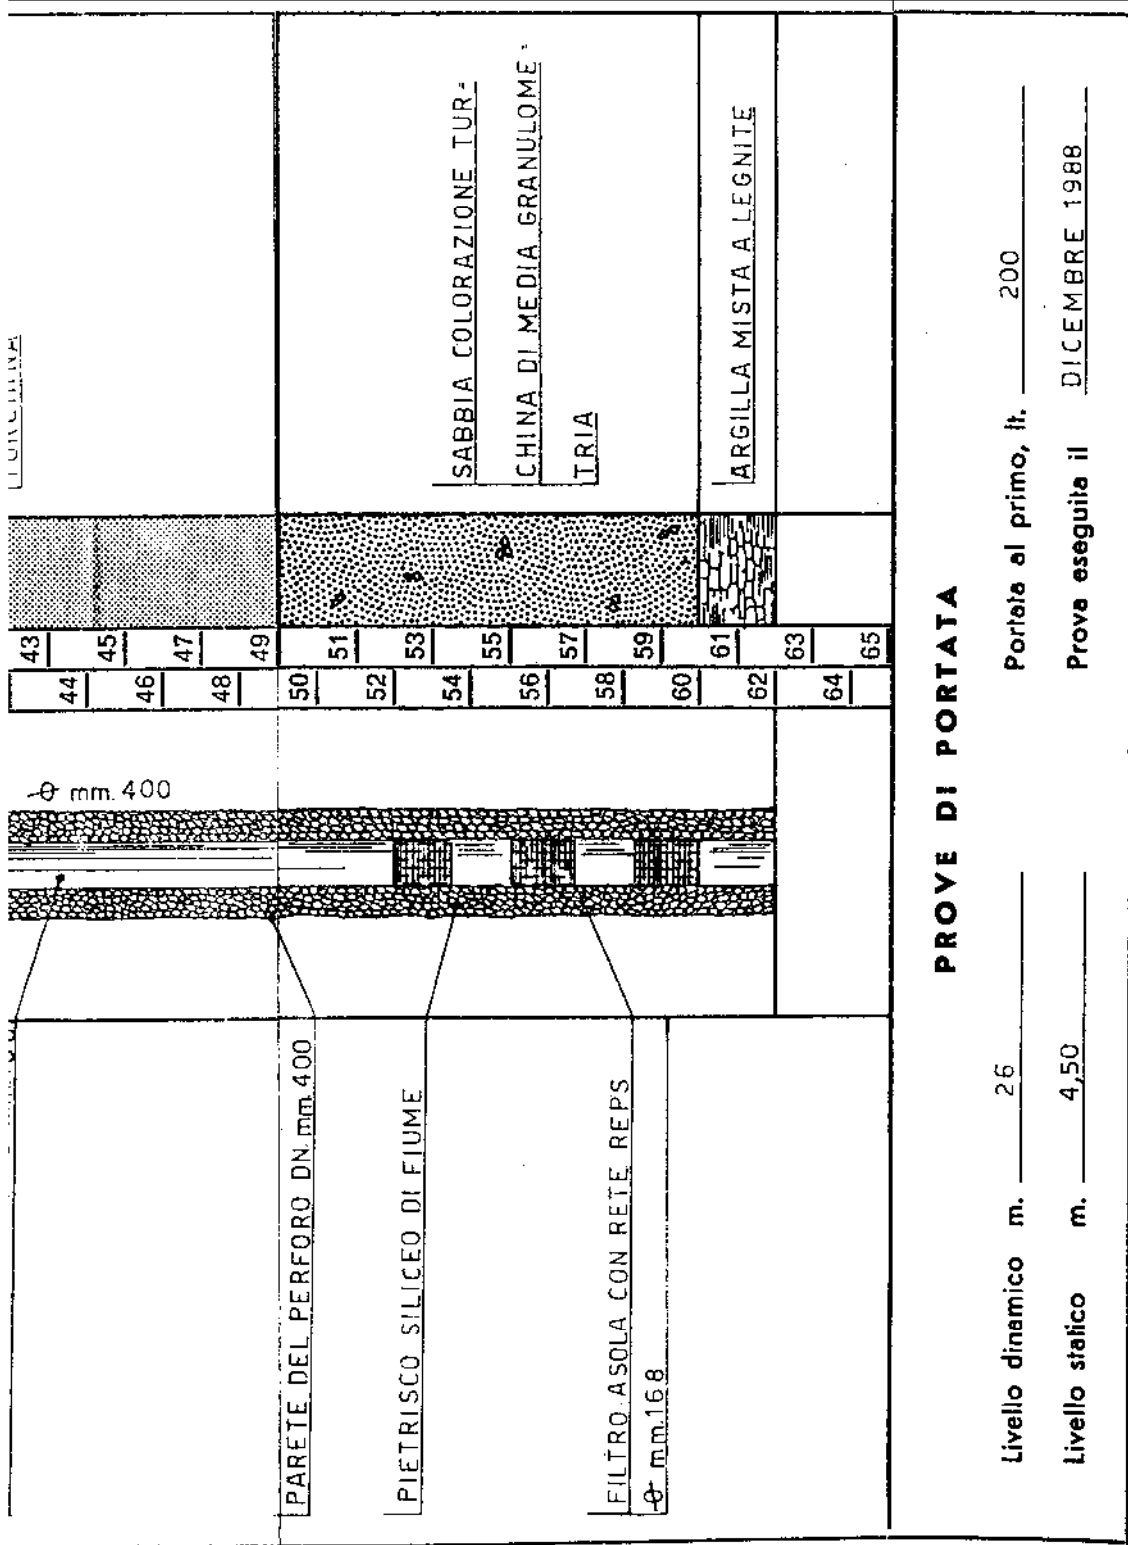 Ꝋ mm. 400
PARETE DEL PERFORO DN. mm. 400
PIETRISCO SILICEO DI FIUME
FILTRO ASOLA CON RETE REPS
Ꝋ mm. 168
43
44
45
46
47
48
49
50
51
52
53
54
55
56
57
58
59
60
61
62
63
64
65
SABBIA COLORAZIONE TUR=
CHINA DI MEDIA GRANULOME=
TRIA
ARGILLA MISTA A LEGNITE
PROVE DI PORTATA
Livello dinamico m. 26 Portata al primo, lt. 200
Livello statico m. 4,50 Prova eseguita il DICEMBRE 1988